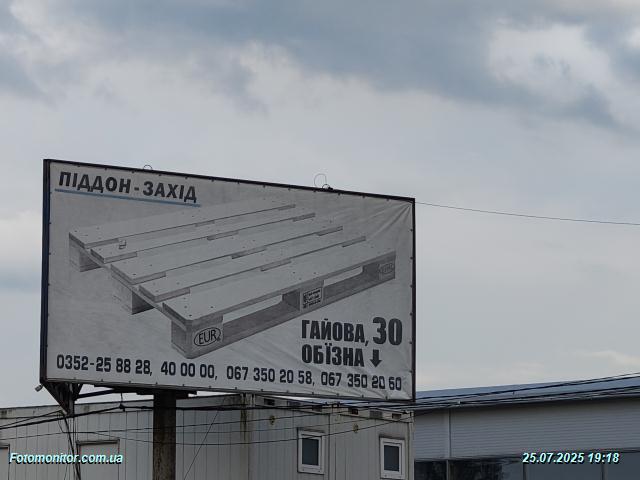 ПІДДОН-ЗАХІД
EUR
ГАЙОВА, 30
ОБ'ЇЗНА
0352-25 88 28, 40 00 00, 067 350 20 58, 067 350 20 60
Fotomonitor.com.ua
25.07.2025 19:18